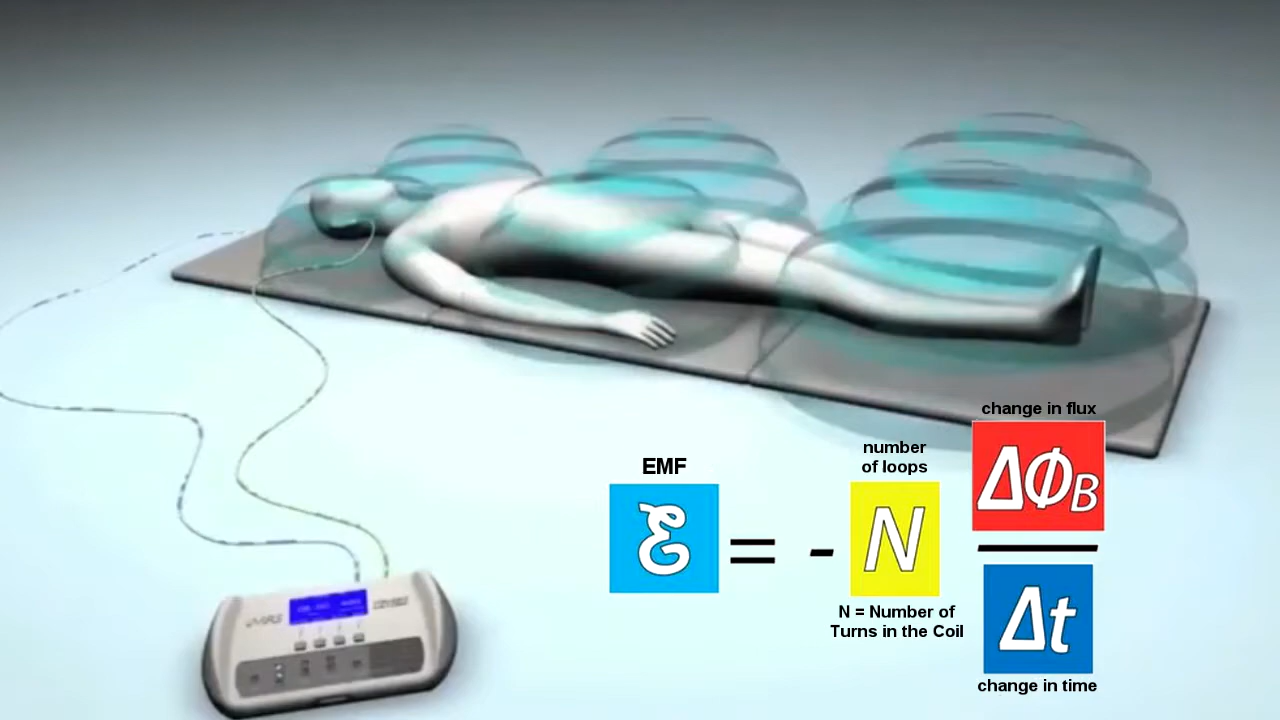 change in flux
number
of loops
EMF
ΔΦB
ℰ = - N
Δt
N = Number of
Turns in the Coil
change in time